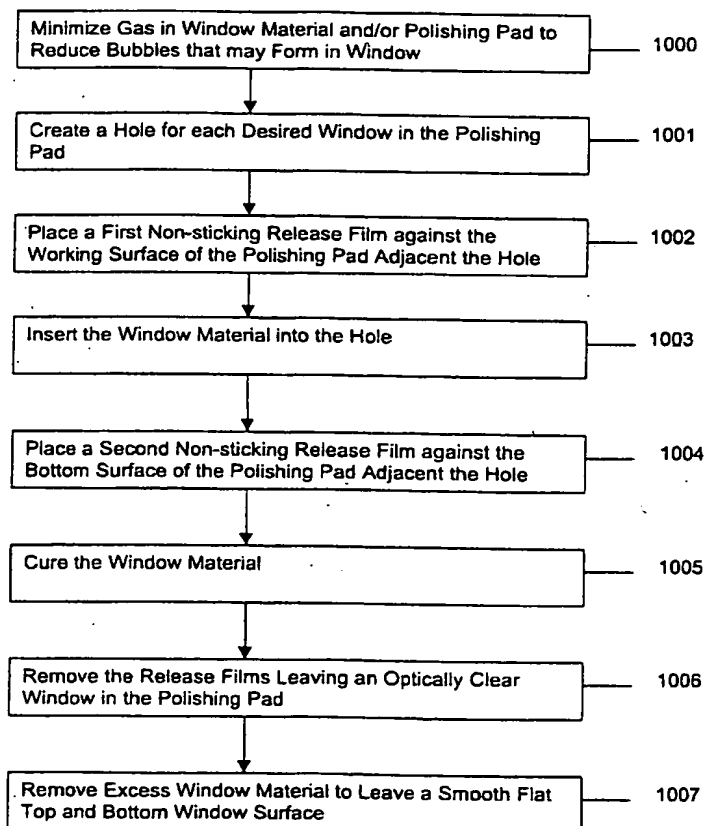 Minimize Gas in Window Material and/or Polishing Pad to
Reduce Bubbles that may Form in Window
1000
Create a Hole for each Desired Window in the Polishing
Pad
1001
Place a First Non-sticking Release Film against the
Working Surface of the Polishing Pad Adjacent the Hole
1002
Insert the Window Material into the Hole
1003
Place a Second Non-sticking Release Film against the
Bottom Surface of the Polishing Pad Adjacent the Hole
1004
Cure the Window Material
1005
Remove the Release Films Leaving an Optically Clear
Window in the Polishing Pad
1006
Remove Excess Window Material to Leave a Smooth Flat
Top and Bottom Window Surface
1007